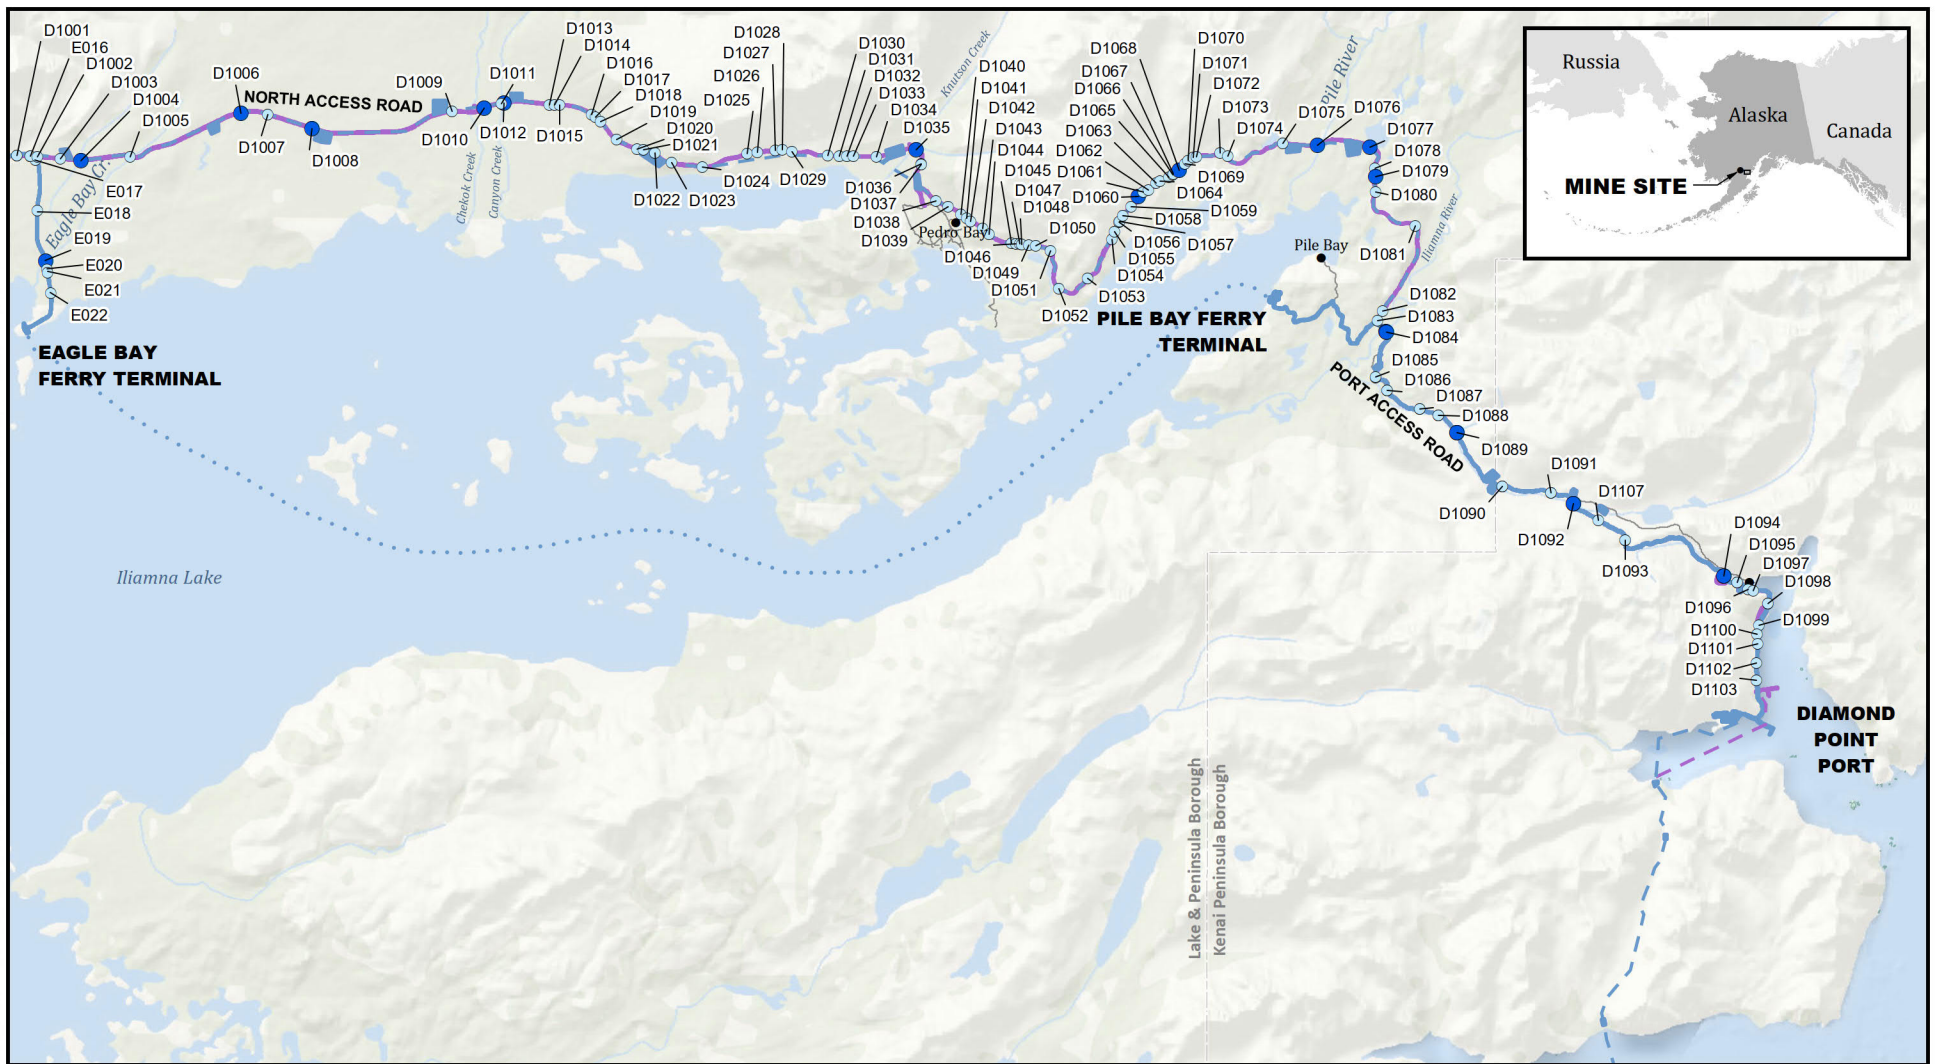 D1001
E016
D1002
D1003
D1004
D1005
D1006
NORTH ACCESS ROAD
D1007
D1008
D1009
D1010
D1011
D1012
D1013
D1014
D1015
D1016
D1017
D1018
D1019
D1020
D1021
D1022
D1023
D1024
D1025
D1026
D1027
D1028
D1029
D1030
D1031
D1032
D1033
D1034
D1035
Knutson Creek
D1036
D1037
D1038
D1039
D1040
D1041
D1042
D1043
D1044
D1045
D1046
D1047
D1048
D1049
D1050
D1051
D1052
D1053
D1054
D1055
D1056
D1057
D1058
D1059
D1060
D1061
D1062
D1063
D1064
D1065
D1066
D1067
D1068
D1069
D1070
D1071
D1072
D1073
D1074
D1075
D1076
D1077
D1078
D1079
D1080
D1081
D1082
D1083
D1084
D1085
D1086
D1087
D1088
D1089
D1090
D1091
D1092
D1093
D1107
D1094
D1095
D1096
D1097
D1098
D1099
D1100
D1101
D1102
D1103
E017
E018
E019
E020
E021
E022
Eagle Bay Cr.
Chekok Creek
Canyon Creek
Pedro Bay
Pile River
Iliamna River
Pile Bay
EAGLE BAY
FERRY TERMINAL
PILE BAY FERRY
TERMINAL
PORT ACCESS ROAD
Iliamna Lake
DIAMOND
POINT
PORT
Lake & Peninsula Borough
Kenai Peninsula Borough
Russia
Alaska
Canada
MINE SITE